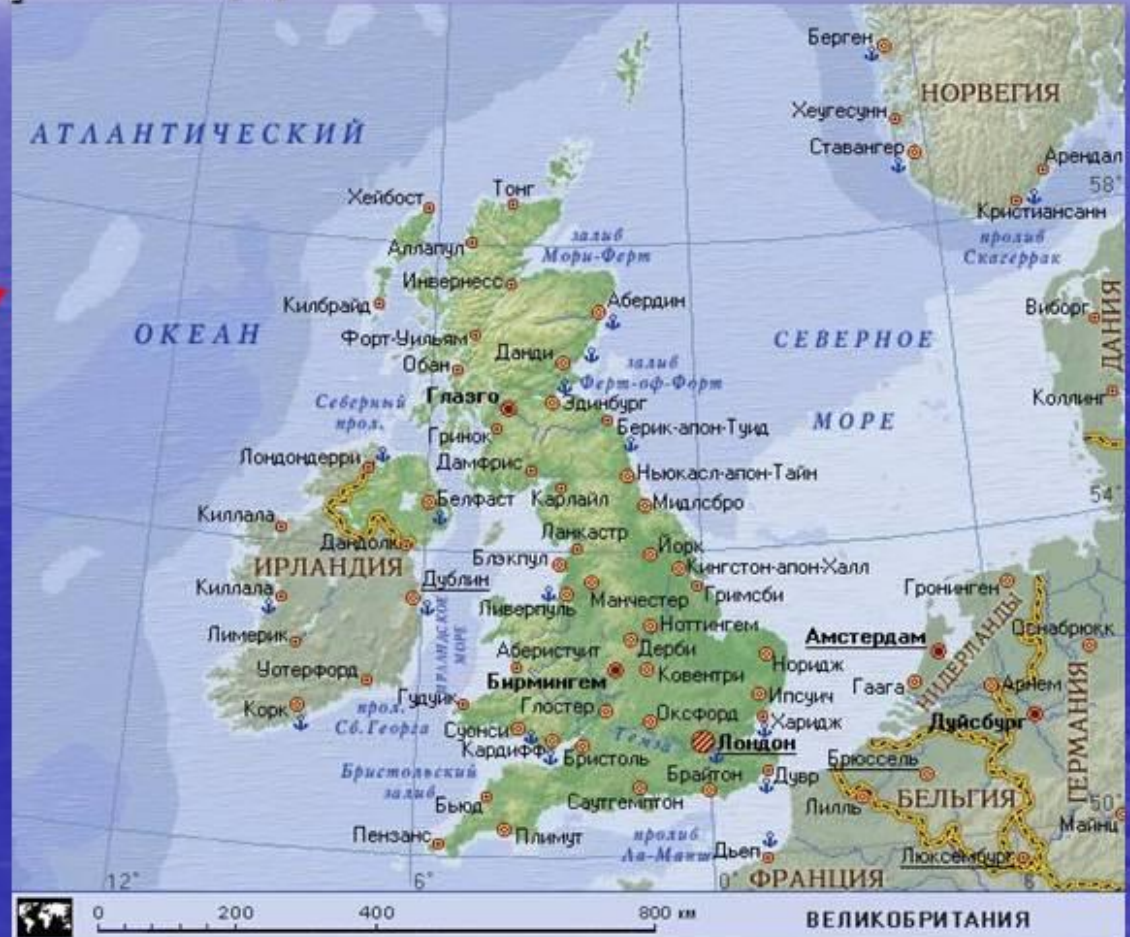 Берген
НОРВЕГИЯ
Хеугесунн
АТЛАНТИЧЕСКИЙ
Ставангер
Арендал
58°
Хейбост
Тонг
Кристиансанн
пролив
Скагеррак
Аллапул
залив
Мори-Ферт
Инвернесс
Килбрайд
Абердин
Виборг
ДАНИЯ
ОКЕАН
Форт-Уильям
СЕВЕРНОЕ
Данди
Обан
залив
Ферт-оф-Форт
Коллинг
Глазго
Эдинбург
Северный
прол.
МОРЕ
Гринок
Берик-апон-Туид
Лондондерри
Дамфрис
Ньюкасл-апон-Тайн
54°
Белфаст
Карлайл
Мидлсбро
Киллала
Ланкастр
Дандолк
Йорк
ИРЛАНДИЯ
Блэкпул
Кингстон-апон-Халл
Дублин
Гронинген
Киллала
Ливерпуль
Манчестер
Гримсби
ИРЛАНДСКОЕ
МОРЕ
Ноттингем
Лимерик
Дерби
Амстердам
НИДЕРЛАНДЫ
Оснабрюкк
Аберистуит
Норидж
Уотерфорд
Бирмингем
Ковентри
Гаага
Арнем
ГЕРМАНИЯ
Гудуик
Ипсуич
Корк
прол.
Св.Георга
Глостер
Оксфорд
Харидж
Дуйсбург
Суонси
Темза
Лондон
Кардифф
Бристоль
Брюссель
Бристольский
залив
Брайтон
Дувр
Бьюд
Саутгемптон
Лилль
БЕЛЬГИЯ
50°
Майнц
Пензанс
Плимут
пролив
Ла-Манш
Дьеп
Люксембург
12°
6°
0°
ФРАНЦИЯ
6
0 200 400 800 км
ВЕЛИКОБРИТАНИЯ